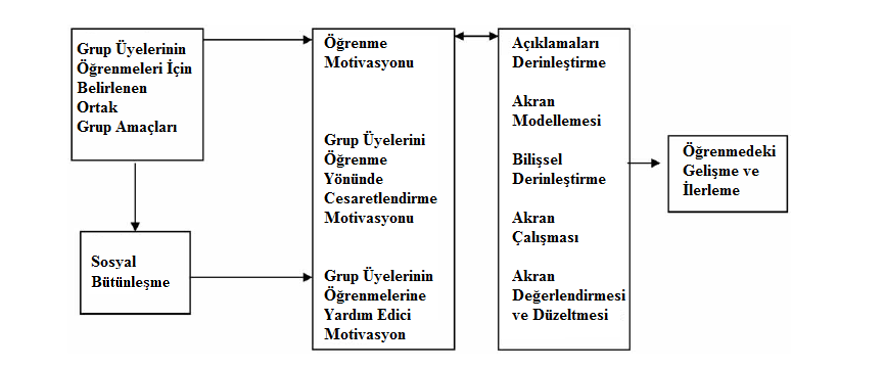 Grup Üyelerinin
Öğrenmeleri İçin
Belirlenen
Ortak
Grup Amaçları
Sosyal
Bütünleşme
Öğrenme
Motivasyonu
Grup Üyelerini
Öğrenme
Yönünde
Cesaretlendirme
Motivasyonu
Grup Üyelerinin
Öğrenmelerine
Yardım Edici
Motivasyon
Açıklamaları
Derinleştirme
Akran
Modellemesi
Bilişsel
Derinleştirme
Akran
Çalışması
Akran
Değerlendirmesi
ve Düzeltmesi
Öğrenmedeki
Gelişme ve
İlerleme